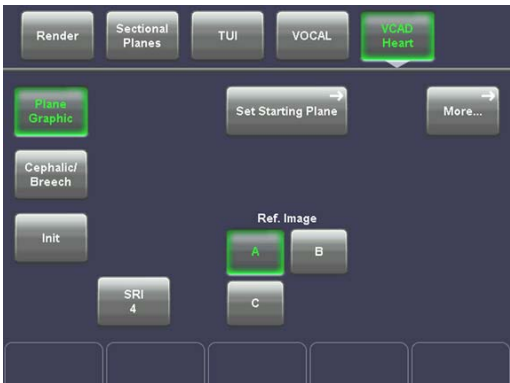 Render
Sectional
Planes
TUI
VOCAL
VCAD
Heart
Plane
Graphic
Set Starting Plane
More...
Cephalic/
Breech
Init
Ref. Image
A
B
SRI
4
C